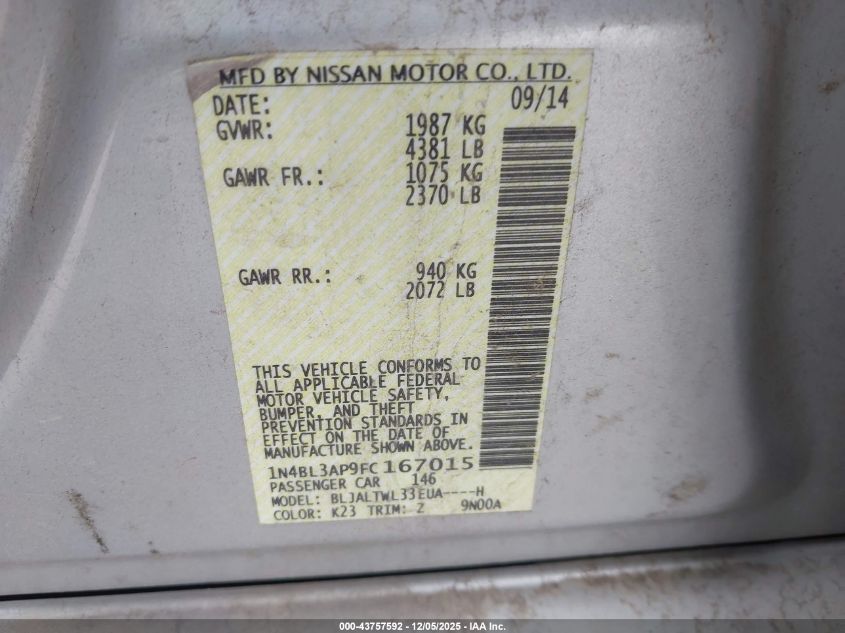 MFD BY NISSAN MOTOR CO., LTD.
DATE: 09/14
GVWR: 1987 KG
4381 LB
GAWR FR.: 1075 KG
2370 LB
GAWR RR.: 940 KG
2072 LB
THIS VEHICLE CONFORMS TO
ALL APPLICABLE FEDERAL
MOTOR VEHICLE SAFETY,
BUMPER, AND THEFT
PREVENTION STANDARDS IN
EFFECT ON THE DATE OF
MANUFACTURE SHOWN ABOVE.
1N4BL3AP9FC 167015
PASSENGER CAR 146
MODEL: BLJALTWL33EUA----H
COLOR: K23 TRIM: Z 9N00A
000-43757592 - 12/05/2025 - IAA Inc.